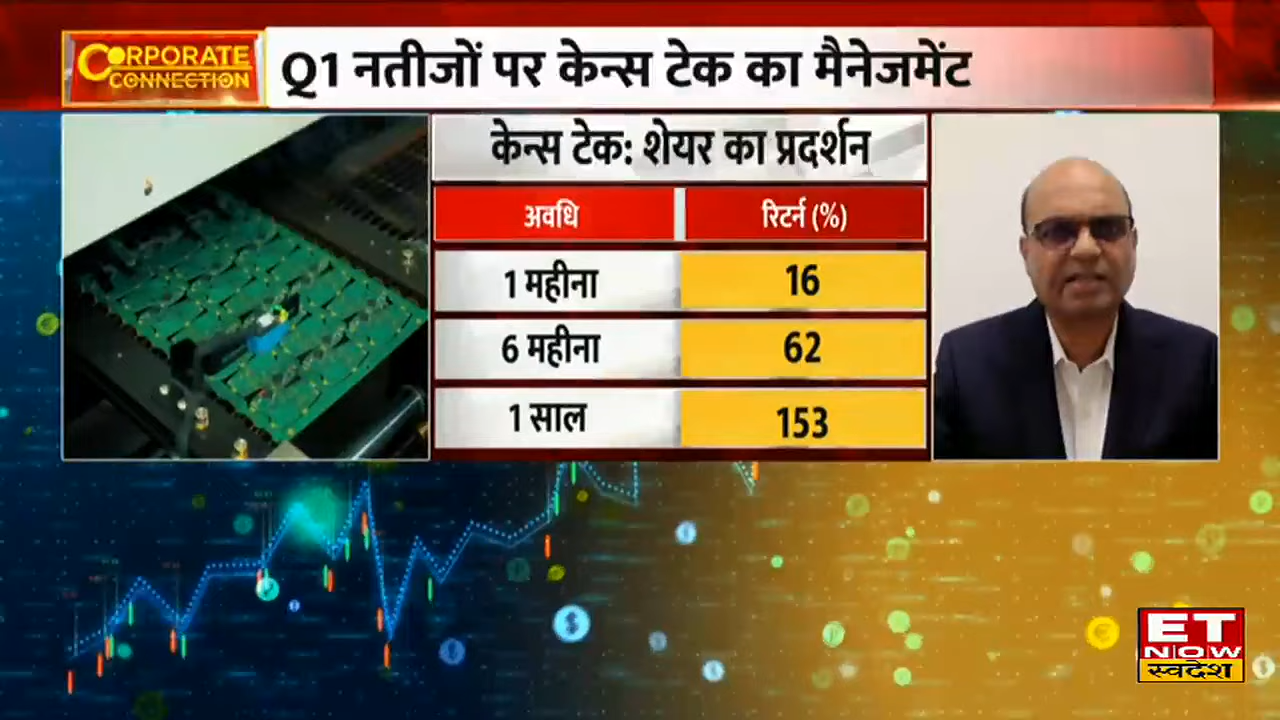 CORPORATE
CONNECTION
Q1 नतीजों पर केन्स टेक का मैनेजमेंट
केन्स टेक: शेयर का प्रदर्शन
अवधि रिटर्न (%)
1 महीना 16
6 महीना 62
1 साल 153
ET
NOW
स्वदेश